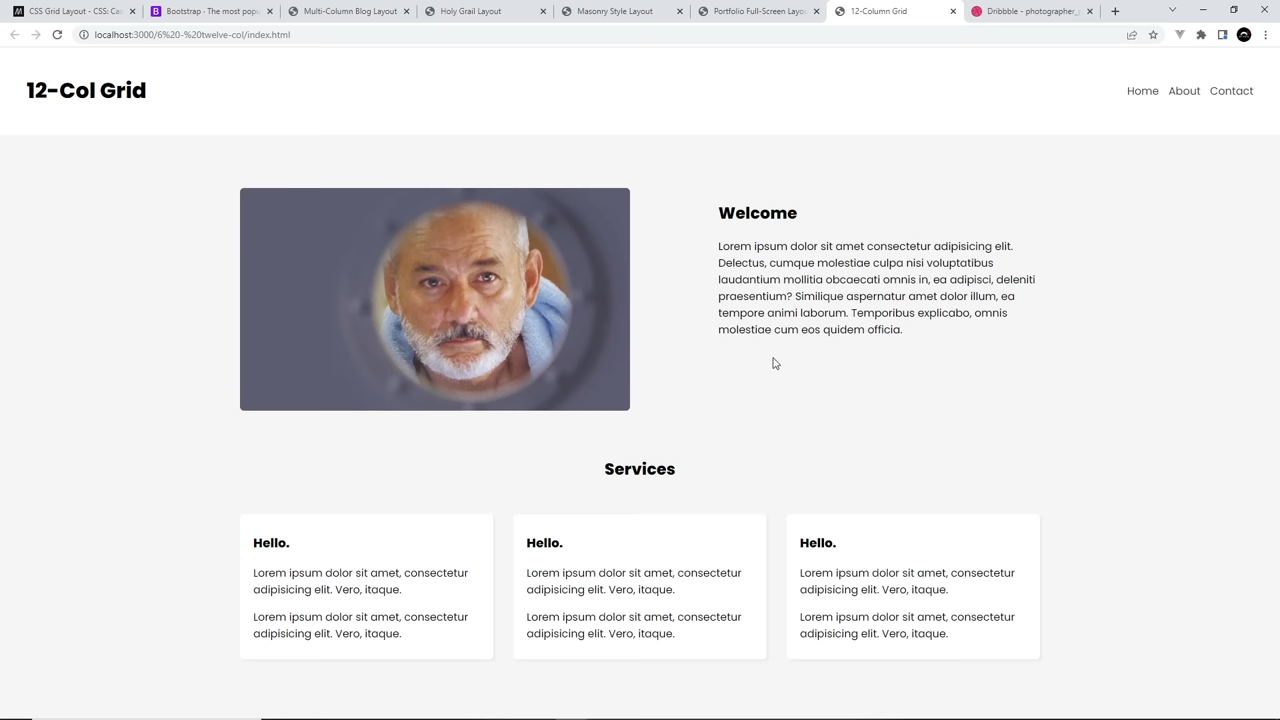 CSS Grid Layout - CSS: Ca
Bootstrap · The most pop
Multi-Column Blog Layout
Holy Grail Layout
Masonry Style Layout
Portfolio Full-Screen Layou
12-Column Grid
Dribbble - photographer_
localhost:3000/6%20-%20twelve-col/index.html
12-Col Grid
Home About Contact
Welcome
Lorem ipsum dolor sit amet consectetur adipisicing elit.
Delectus, cumque molestiae culpa nisi voluptatibus
laudantium mollitia obcaecati omnis in, ea adipisci, deleniti
praesentium? Similique aspernatur amet dolor illum, ea
tempore animi laborum. Temporibus explicabo, omnis
molestiae cum eos quidem officia.
Services
Hello.
Lorem ipsum dolor sit amet, consectetur
adipisicing elit. Vero, itaque.
Lorem ipsum dolor sit amet, consectetur
adipisicing elit. Vero, itaque.
Hello.
Lorem ipsum dolor sit amet, consectetur
adipisicing elit. Vero, itaque.
Lorem ipsum dolor sit amet, consectetur
adipisicing elit. Vero, itaque.
Hello.
Lorem ipsum dolor sit amet, consectetur
adipisicing elit. Vero, itaque.
Lorem ipsum dolor sit amet, consectetur
adipisicing elit. Vero, itaque.